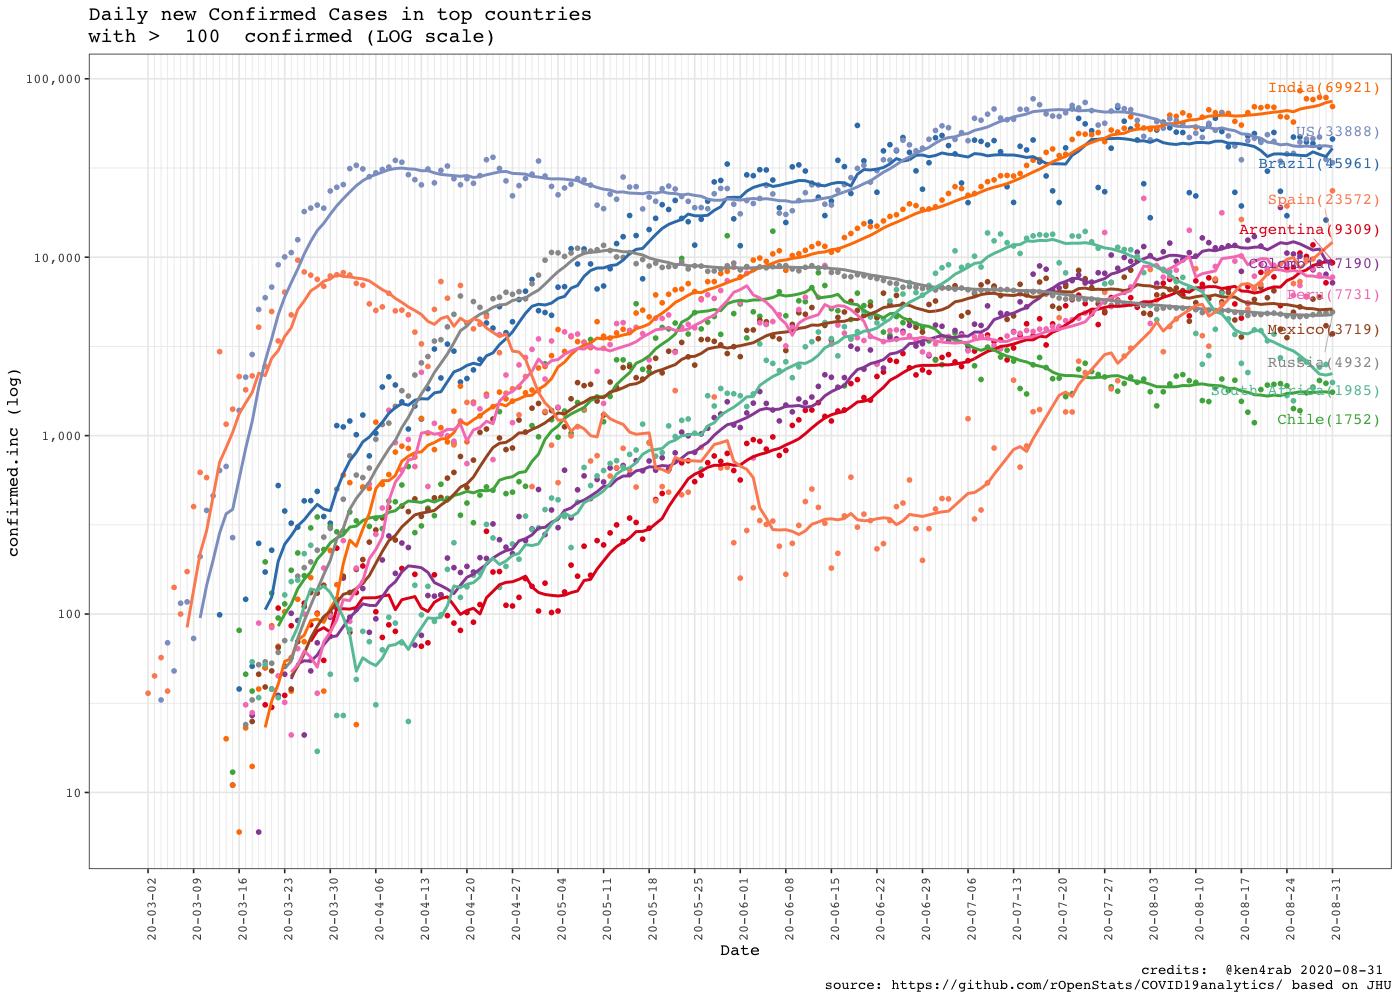 Daily new Confirmed Cases in top countries
with >  100  confirmed (LOG scale)
100,000
10,000
1,000
100
10
confirmed.inc (log)
India(69921)
US(33888)
Brazil(45961)
Spain(23572)
Argentina(9309)
Colombia(7190)
Peru(7731)
Mexico(3719)
Russia(4932)
South Africa(1985)
Chile(1752)
20-03-02
20-03-09
20-03-16
20-03-23
20-03-30
20-04-06
20-04-13
20-04-20
20-04-27
20-05-04
20-05-11
20-05-18
20-05-25
20-06-01
20-06-08
20-06-15
20-06-22
20-06-29
20-07-06
20-07-13
20-07-20
20-07-27
20-08-03
20-08-10
20-08-17
20-08-24
20-08-31
Date
credits:  @ken4rab 2020-08-31
source: https://github.com/rOpenStats/COVID19analytics/ based on JHU